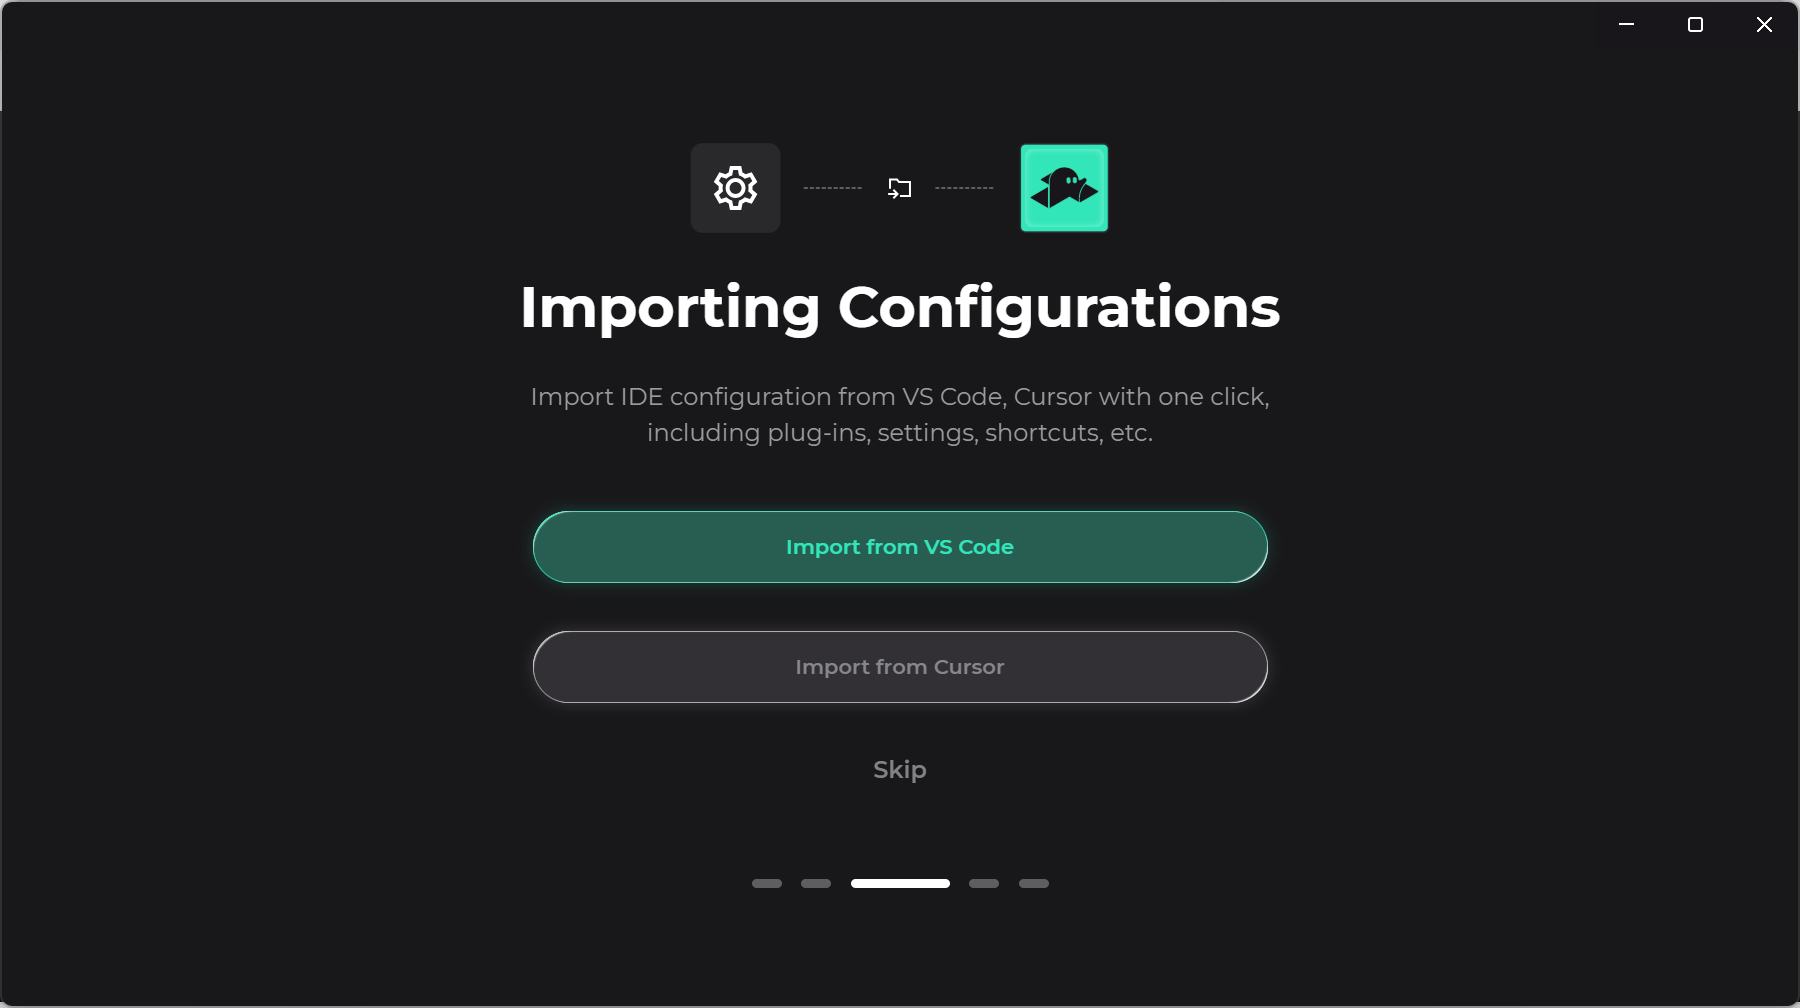 Importing Configurations
Import IDE configuration from VS Code, Cursor with one click,
including plug-ins, settings, shortcuts, etc.
Import from VS Code
Import from Cursor
Skip